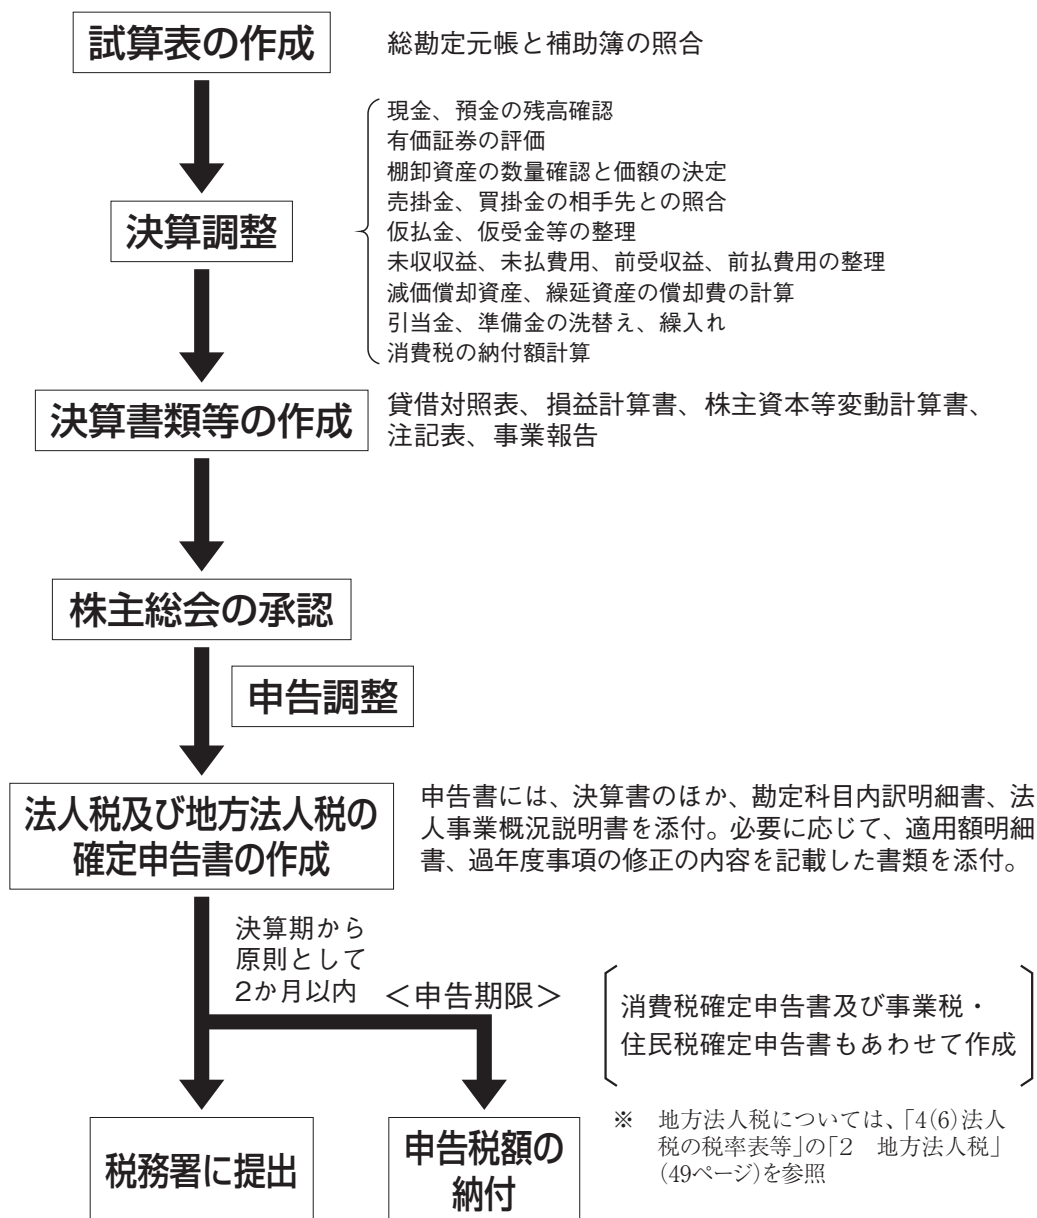 試算表の作成
総勘定元帳と補助簿の照合
現金、預金の残高確認
有価証券の評価
棚卸資産の数量確認と価額の決定
売掛金、買掛金の相手先との照合
決算調整
仮払金、仮受金等の整理
未収収益、未払費用、前受収益、前払費用の整理
減価償却資産、繰延資産の償却費の計算
引当金、準備金の洗替え、繰入れ
消費税の納付額計算
決算書類等の作成
貸借対照表、損益計算書、株主資本等変動計算書、
注記表、事業報告
株主総会の承認
申告調整
法人税及び地方法人税の
確定申告書の作成
申告書には、決算書のほか、勘定科目内訳明細書、法
人事業概況説明書を添付。必要に応じて、適用額明細
書、過年度事項の修正の内容を記載した書類を添付。
決算期から
原則として
2か月以内
＜申告期限＞
消費税確定申告書及び事業税・
住民税確定申告書もあわせて作成
税務署に提出
申告税額の
納付
※　地方法人税については、「4(6)法人
税の税率表等」の「2　地方法人税」
(49ページ)を参照